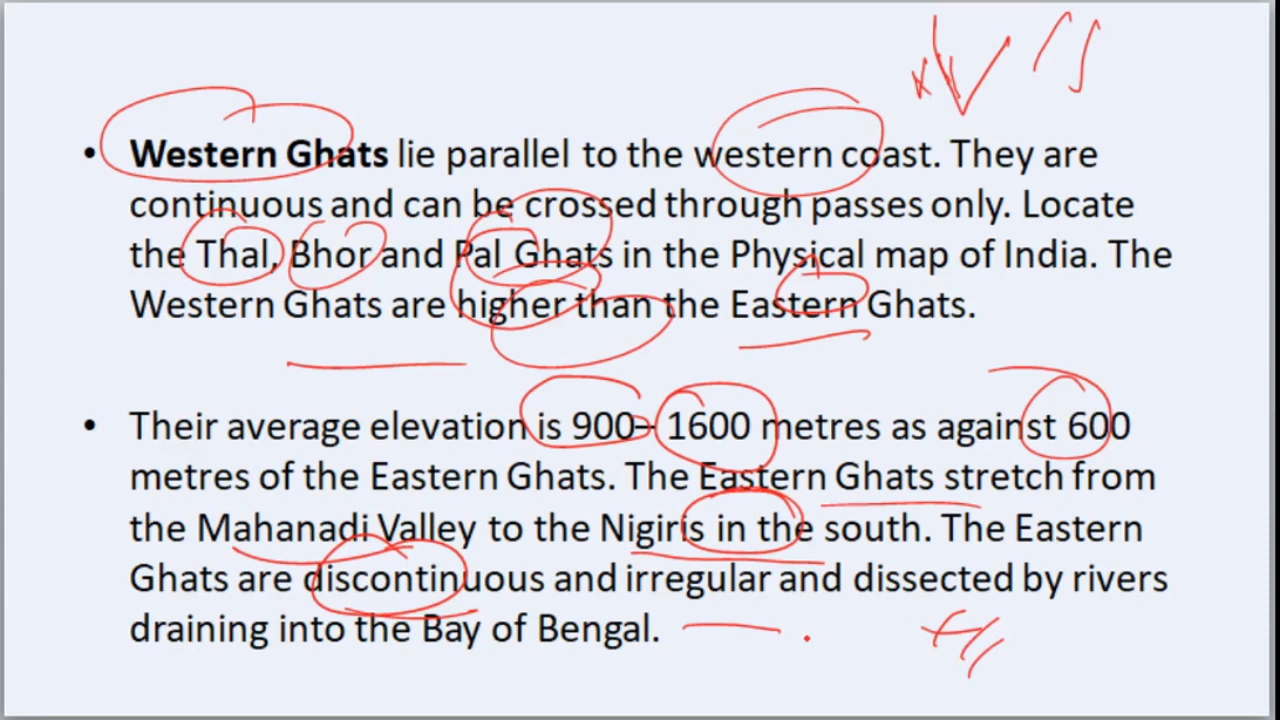 • Western Ghats lie parallel to the western coast. They are
continuous and can be crossed through passes only. Locate
the Thal, Bhor and Pal Ghats in the Physical map of India. The
Western Ghats are higher than the Eastern Ghats.
• Their average elevation is 900– 1600 metres as against 600
metres of the Eastern Ghats. The Eastern Ghats stretch from
the Mahanadi Valley to the Nigiris in the south. The Eastern
Ghats are discontinuous and irregular and dissected by rivers
draining into the Bay of Bengal.